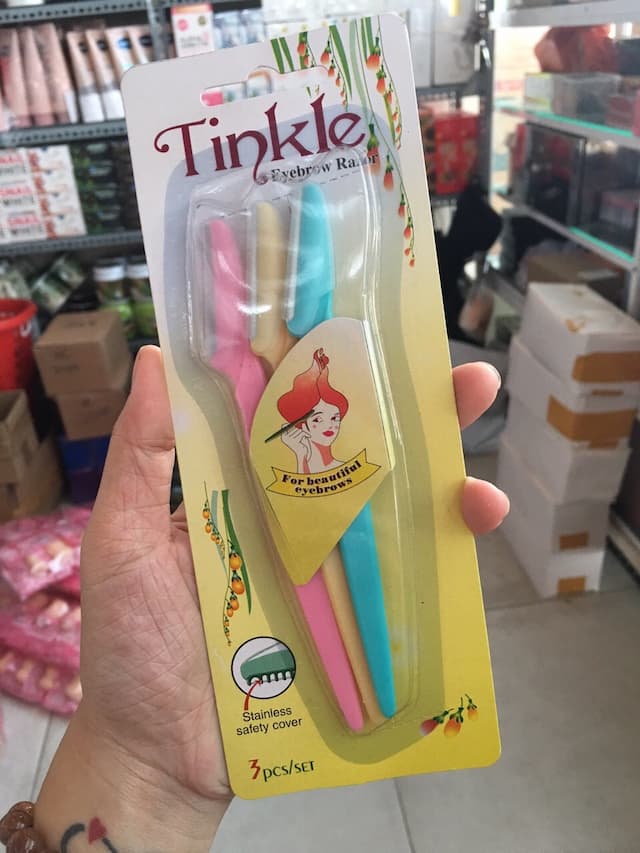 Tinkle
Eyebrow Razor
For beautiful
eyebrows
Stainless
safety cover
3pcs/SET